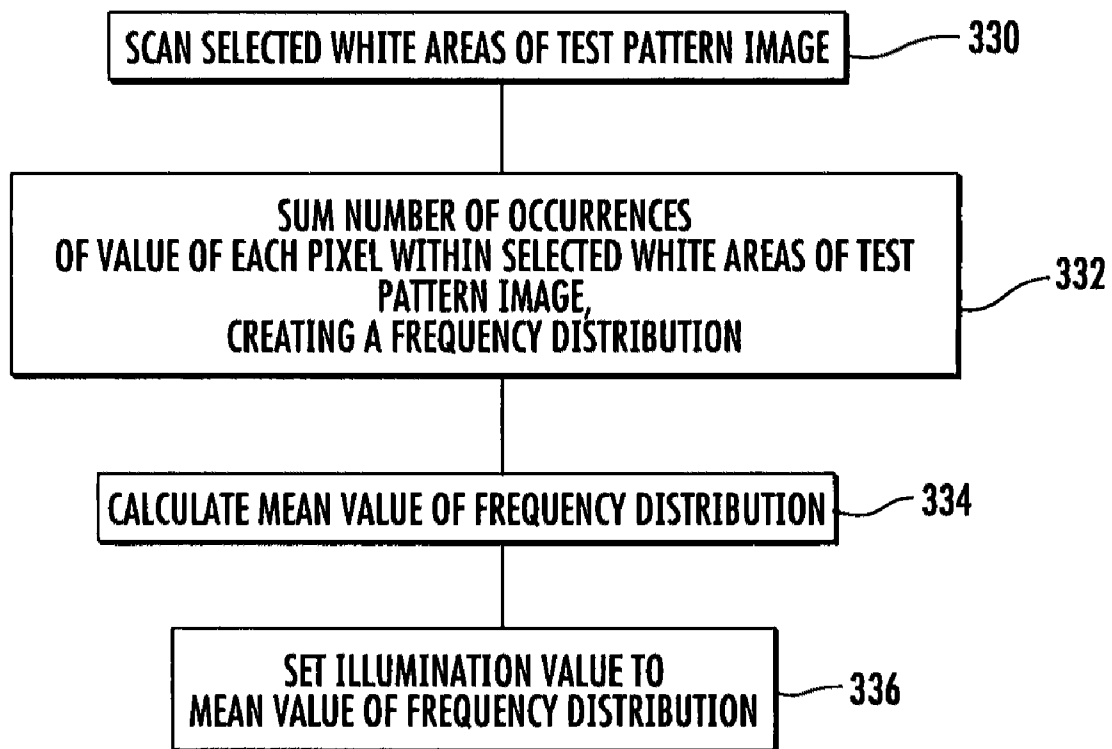 SCAN SELECTED WHITE AREAS OF TEST PATTERN IMAGE
330
SUM NUMBER OF OCCURRENCES
OF VALUE OF EACH PIXEL WITHIN SELECTED WHITE AREAS OF TEST
PATTERN IMAGE,
CREATING A FREQUENCY DISTRIBUTION
332
CALCULATE MEAN VALUE OF FREQUENCY DISTRIBUTION
334
SET ILLUMINATION VALUE TO
MEAN VALUE OF FREQUENCY DISTRIBUTION
336